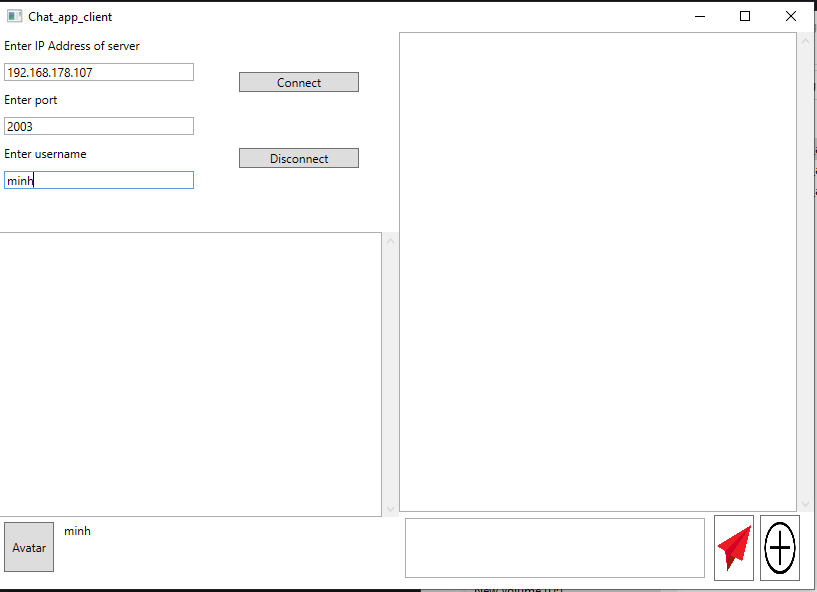 Chat_app_client
Enter IP Address of server
192.168.178.107
Connect
Enter port
2003
Enter username
Disconnect
minh
Avatar
minh